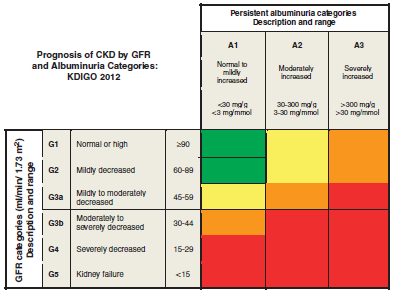 Persistent albuminuria categories
Description and range
Prognosis of CKD by GFR
and Albuminuria Categories:
KDIGO 2012
A1
A2
A3
Normal to
mildly
increased
Moderately
increased
Severely
increased
<30 mg/g
<3 mg/mmol
30-300 mg/g
3-30 mg/mmol
>300 mg/g
>30 mg/mmol
GFR categories (ml/min/ 1.73 m²)
Description and range
G1 Normal or high ≥90
G2 Mildly decreased 60-89
G3a Mildly to moderately
decreased 45-59
G3b Moderately to
severely decreased 30-44
G4 Severely decreased 15-29
G5 Kidney failure <15